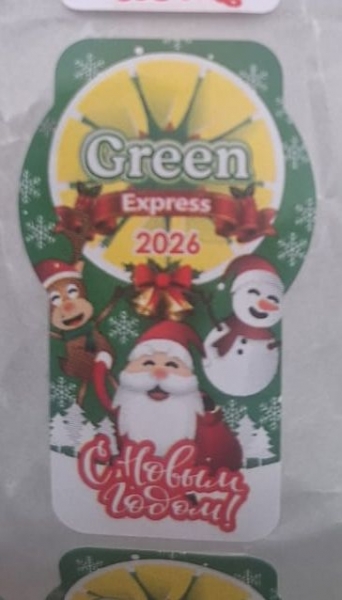 Green
Express
2026
С Новым
годом!